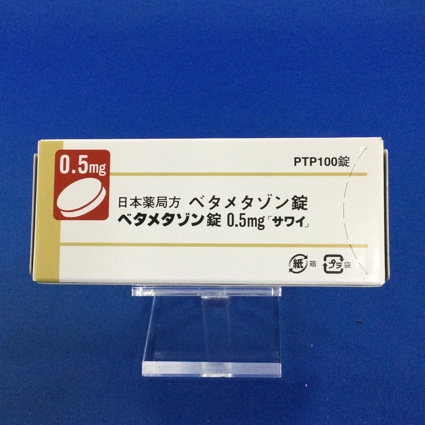 0.5mg
PTP100錠
日本薬局方 ベタメタゾン錠
ベタメタゾン錠 0.5mg「サワイ」
紙 箱 プラ 袋